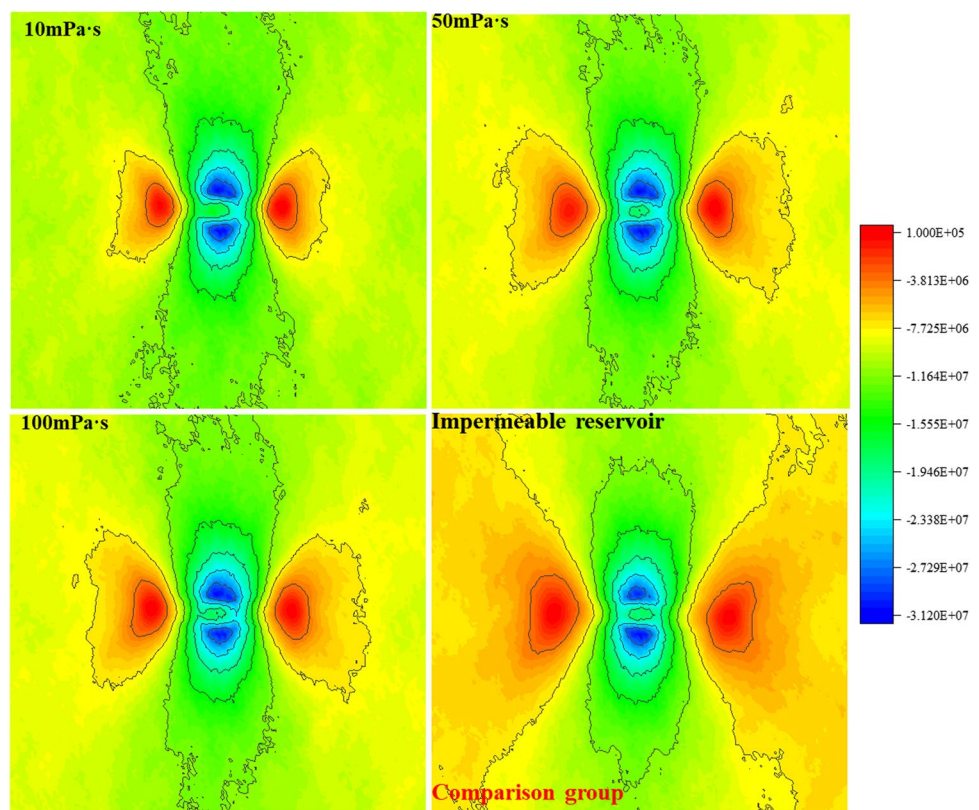 10mPa·s
50mPa·s
100mPa·s
Impermeable reservoir
Comparison group
1.000E+05
-3.813E+06
-7.725E+06
-1.164E+07
-1.555E+07
-1.946E+07
-2.338E+07
-2.729E+07
-3.120E+07